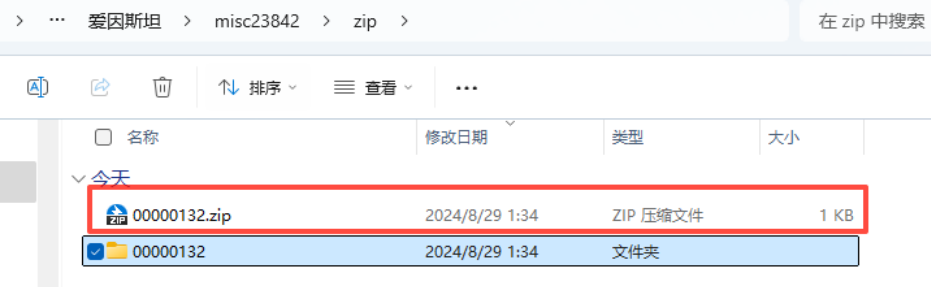 爱因斯坦 misc23842 zip 在 zip 中搜索
A 排序 查看
名称 修改日期 类型 大小
今天
ZIP 00000132.zip 2024/8/29 1:34 ZIP 压缩文件 1 KB
00000132 2024/8/29 1:34 文件夹